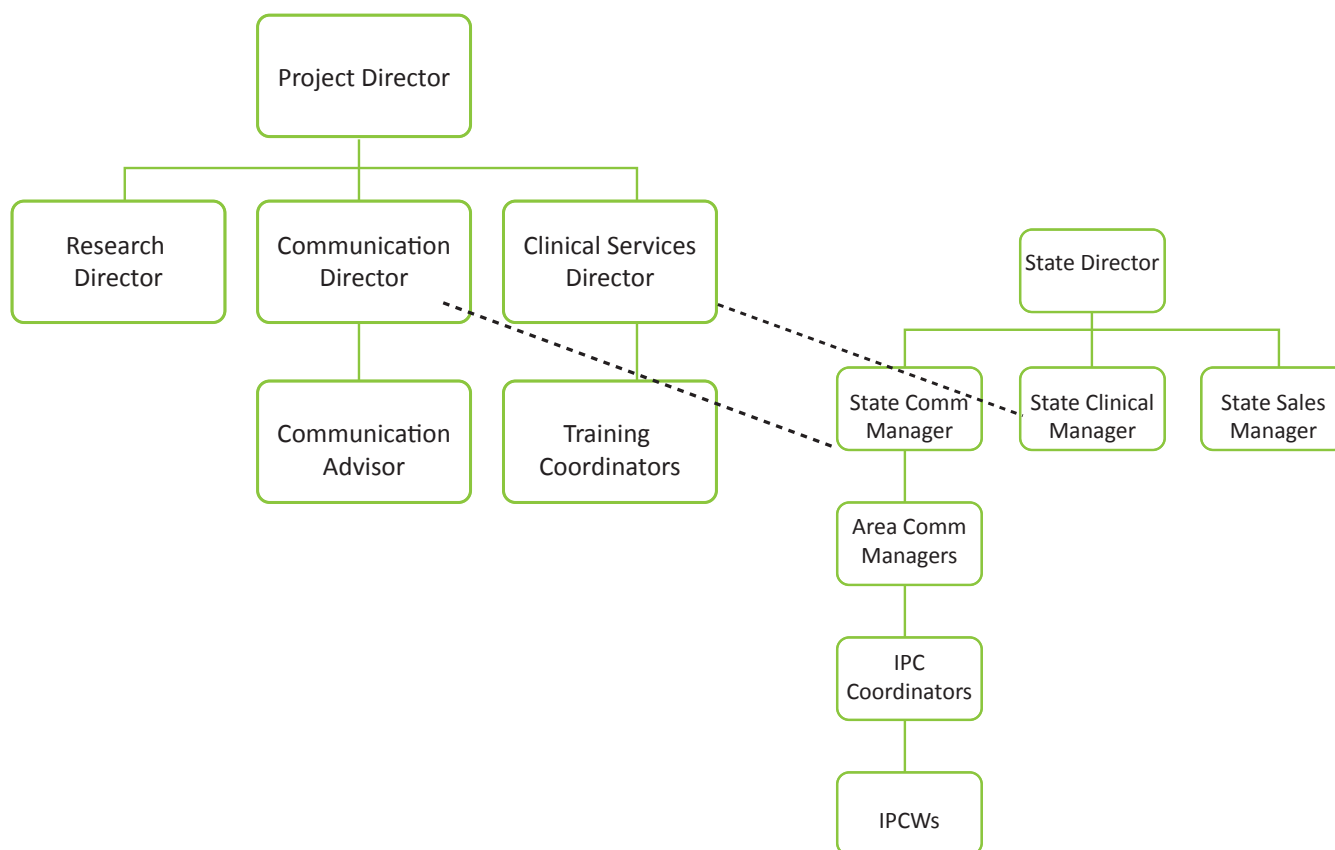 Project Director
Research
Director
Communication
Director
Clinical Services
Director
State Director
Communication
Advisor
Training
Coordinators
State Comm
Manager
State Clinical
Manager
State Sales
Manager
Area Comm
Managers
IPC
Coordinators
IPCWs